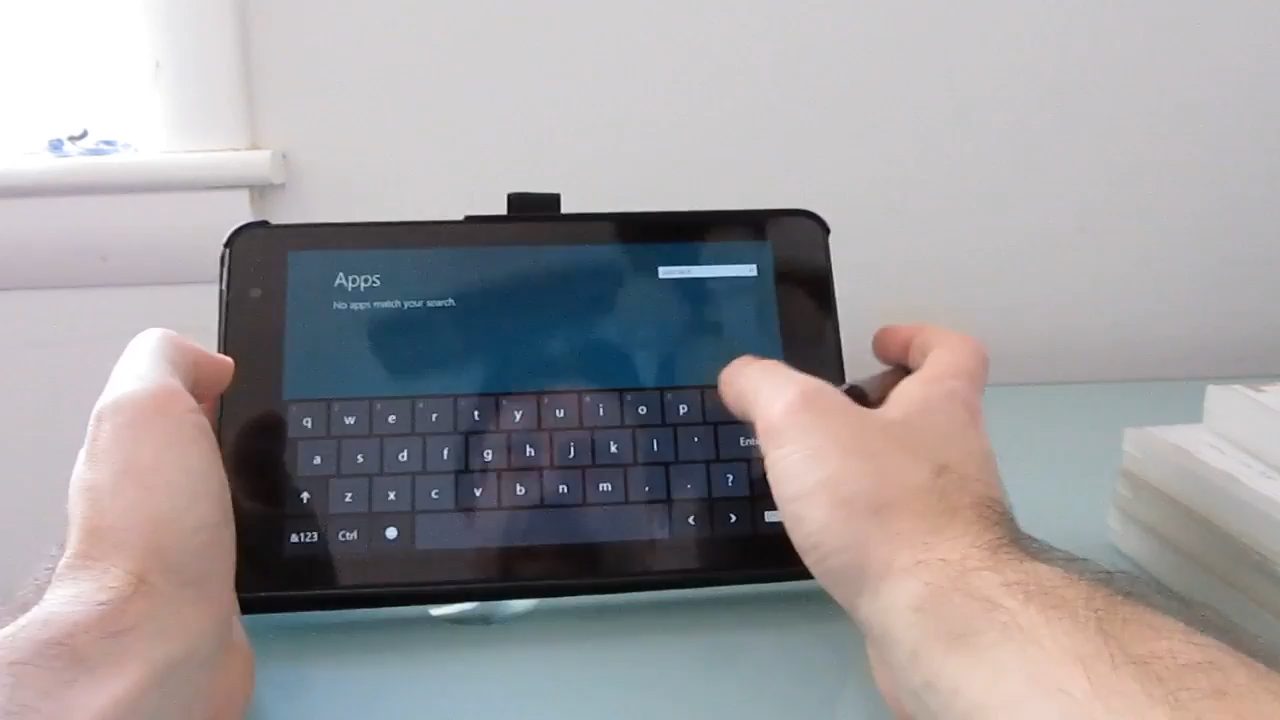 Apps
No apps match your search.
q w e r t y u i o p
a s d f g h j k l '
z x c v b n m , . ?
&123 Ctrl < >